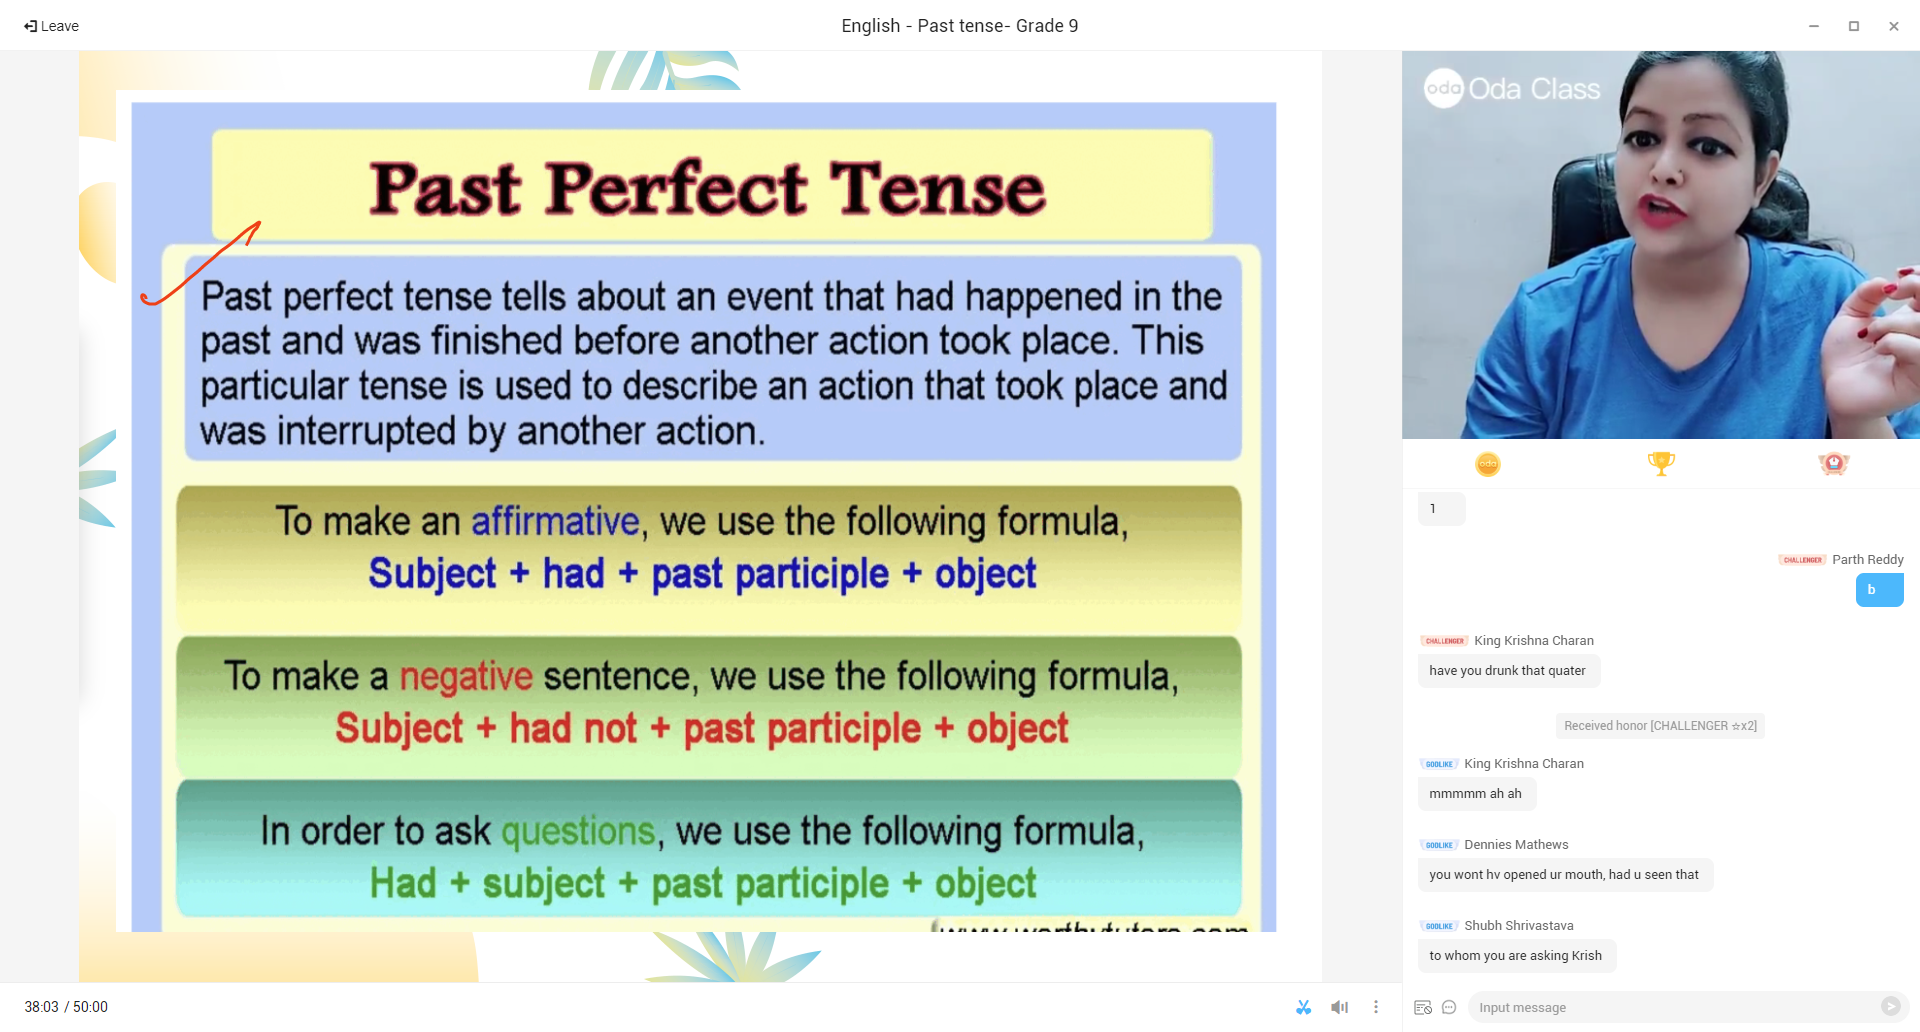 Leave
English - Past tense- Grade 9
Past Perfect Tense
Past perfect tense tells about an event that had happened in the
past and was finished before another action took place. This
particular tense is used to describe an action that took place and
was interrupted by another action.
To make an affirmative, we use the following formula,
Subject + had + past participle + object
To make a negative sentence, we use the following formula,
Subject + had not + past participle + object
In order to ask questions, we use the following formula,
Had + subject + past participle + object
www.worthytutors.com
38:03 / 50:00
oda Oda Class
oda
1
CHALLENGER Parth Reddy
b
CHALLENGER King Krishna Charan
have you drunk that quater
Received honor [CHALLENGER ☆x2]
GODLIKE King Krishna Charan
mmmmm ah ah
GODLIKE Dennies Mathews
you wont hv opened ur mouth, had u seen that
GODLIKE Shubh Shrivastava
to whom you are asking Krish
Input message